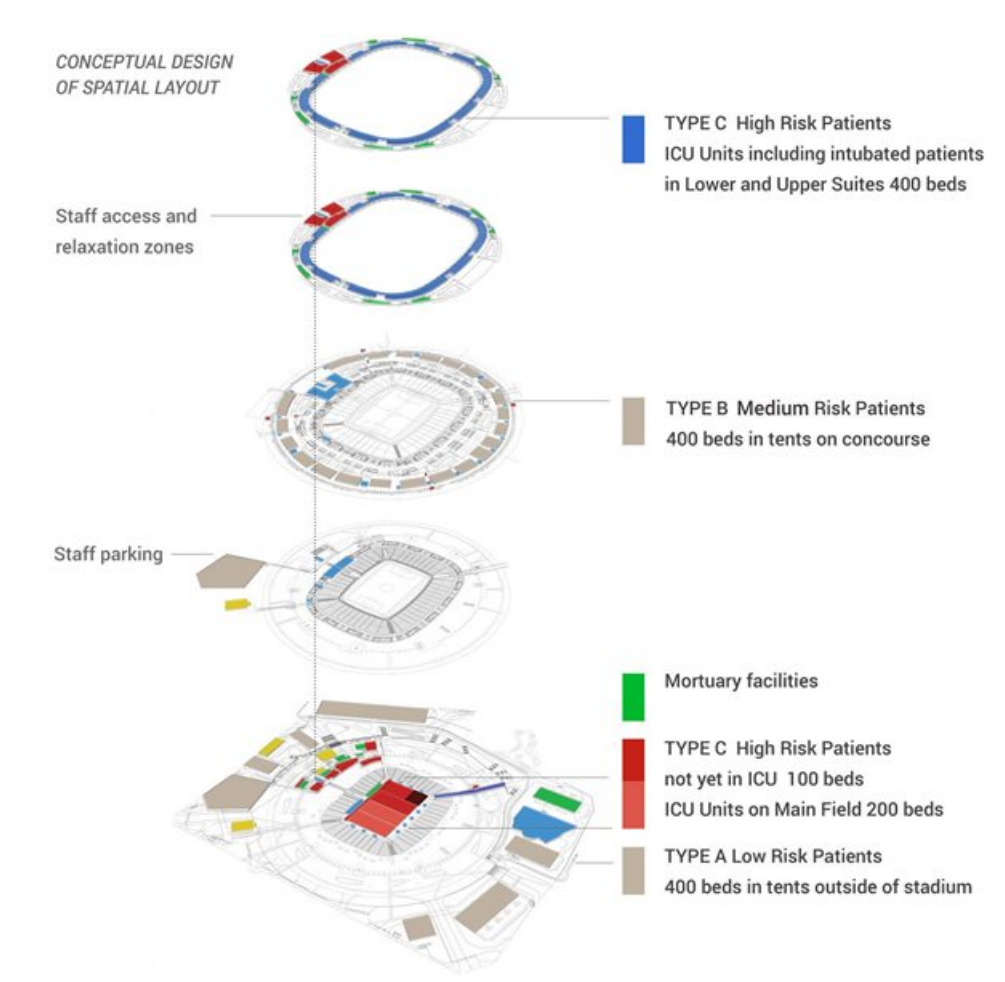 CONCEPTUAL DESIGN
OF SPATIAL LAYOUT
TYPE C High Risk Patients
ICU Units including intubated patients
in Lower and Upper Suites 400 beds
Staff access and
relaxation zones
TYPE B Medium Risk Patients
400 beds in tents on concourse
Staff parking
Mortuary facilities
TYPE C High Risk Patients
not yet in ICU 100 beds
ICU Units on Main Field 200 beds
TYPE A Low Risk Patients
400 beds in tents outside of stadium